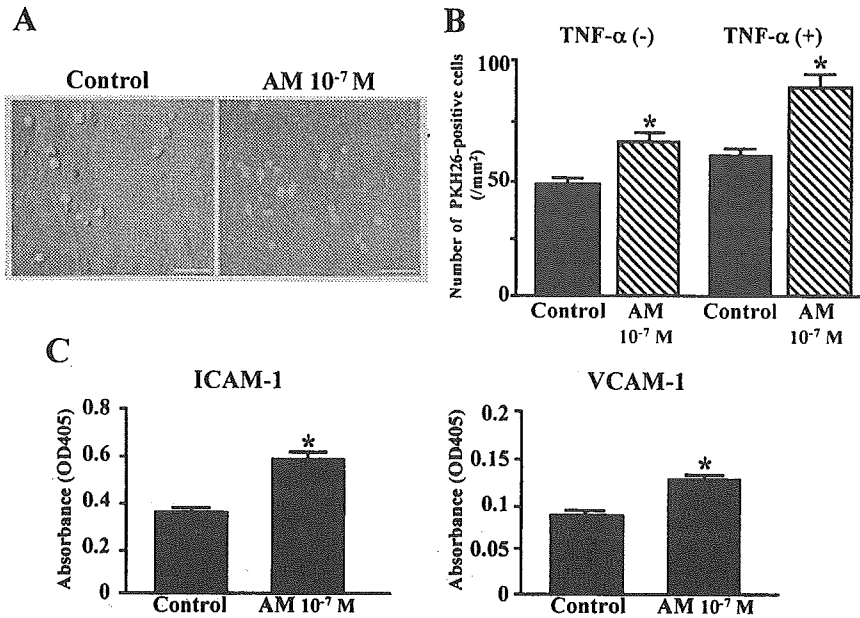 A
Control AM 10⁻⁷ M
B
TNF-α (-) TNF-α (+)
Number of PKH26-positive cells
(/mm²)
100
50
0
*
*
Control AM Control AM
10⁻⁷ M 10⁻⁷ M
C
ICAM-1
Absorbance (OD405)
0.8
0.6
0.4
0.2
0
*
Control AM 10⁻⁷ M
VCAM-1
Absorbance (OD405)
0.2
0.15
0.1
0.05
0
*
Control AM 10⁻⁷ M